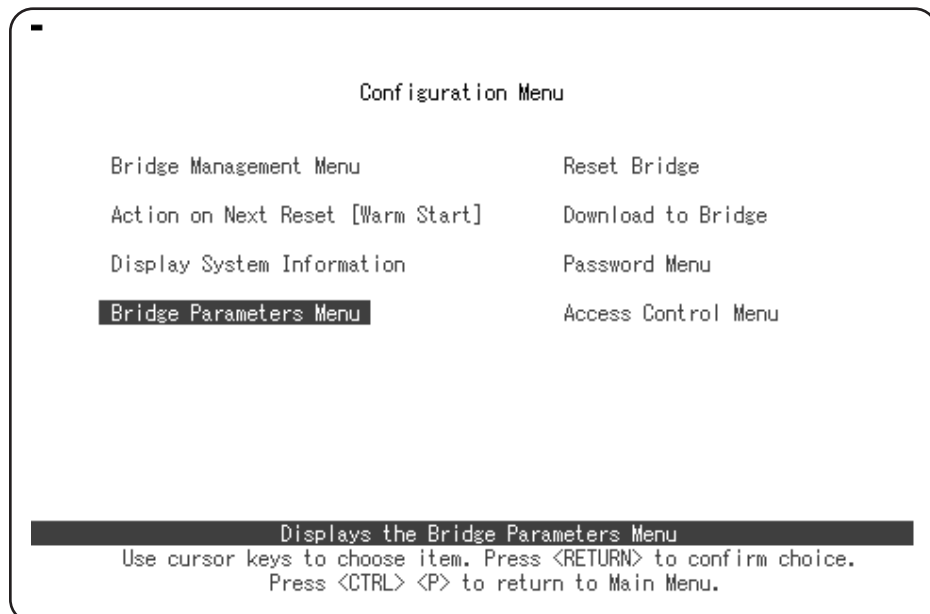 Configuration Menu
Bridge Management Menu
Reset Bridge
Action on Next Reset [Warm Start]
Download to Bridge
Display System Information
Password Menu
Bridge Parameters Menu
Access Control Menu
Displays the Bridge Parameters Menu
Use cursor keys to choose item. Press <RETURN> to confirm choice.
Press <CTRL> <P> to return to Main Menu.